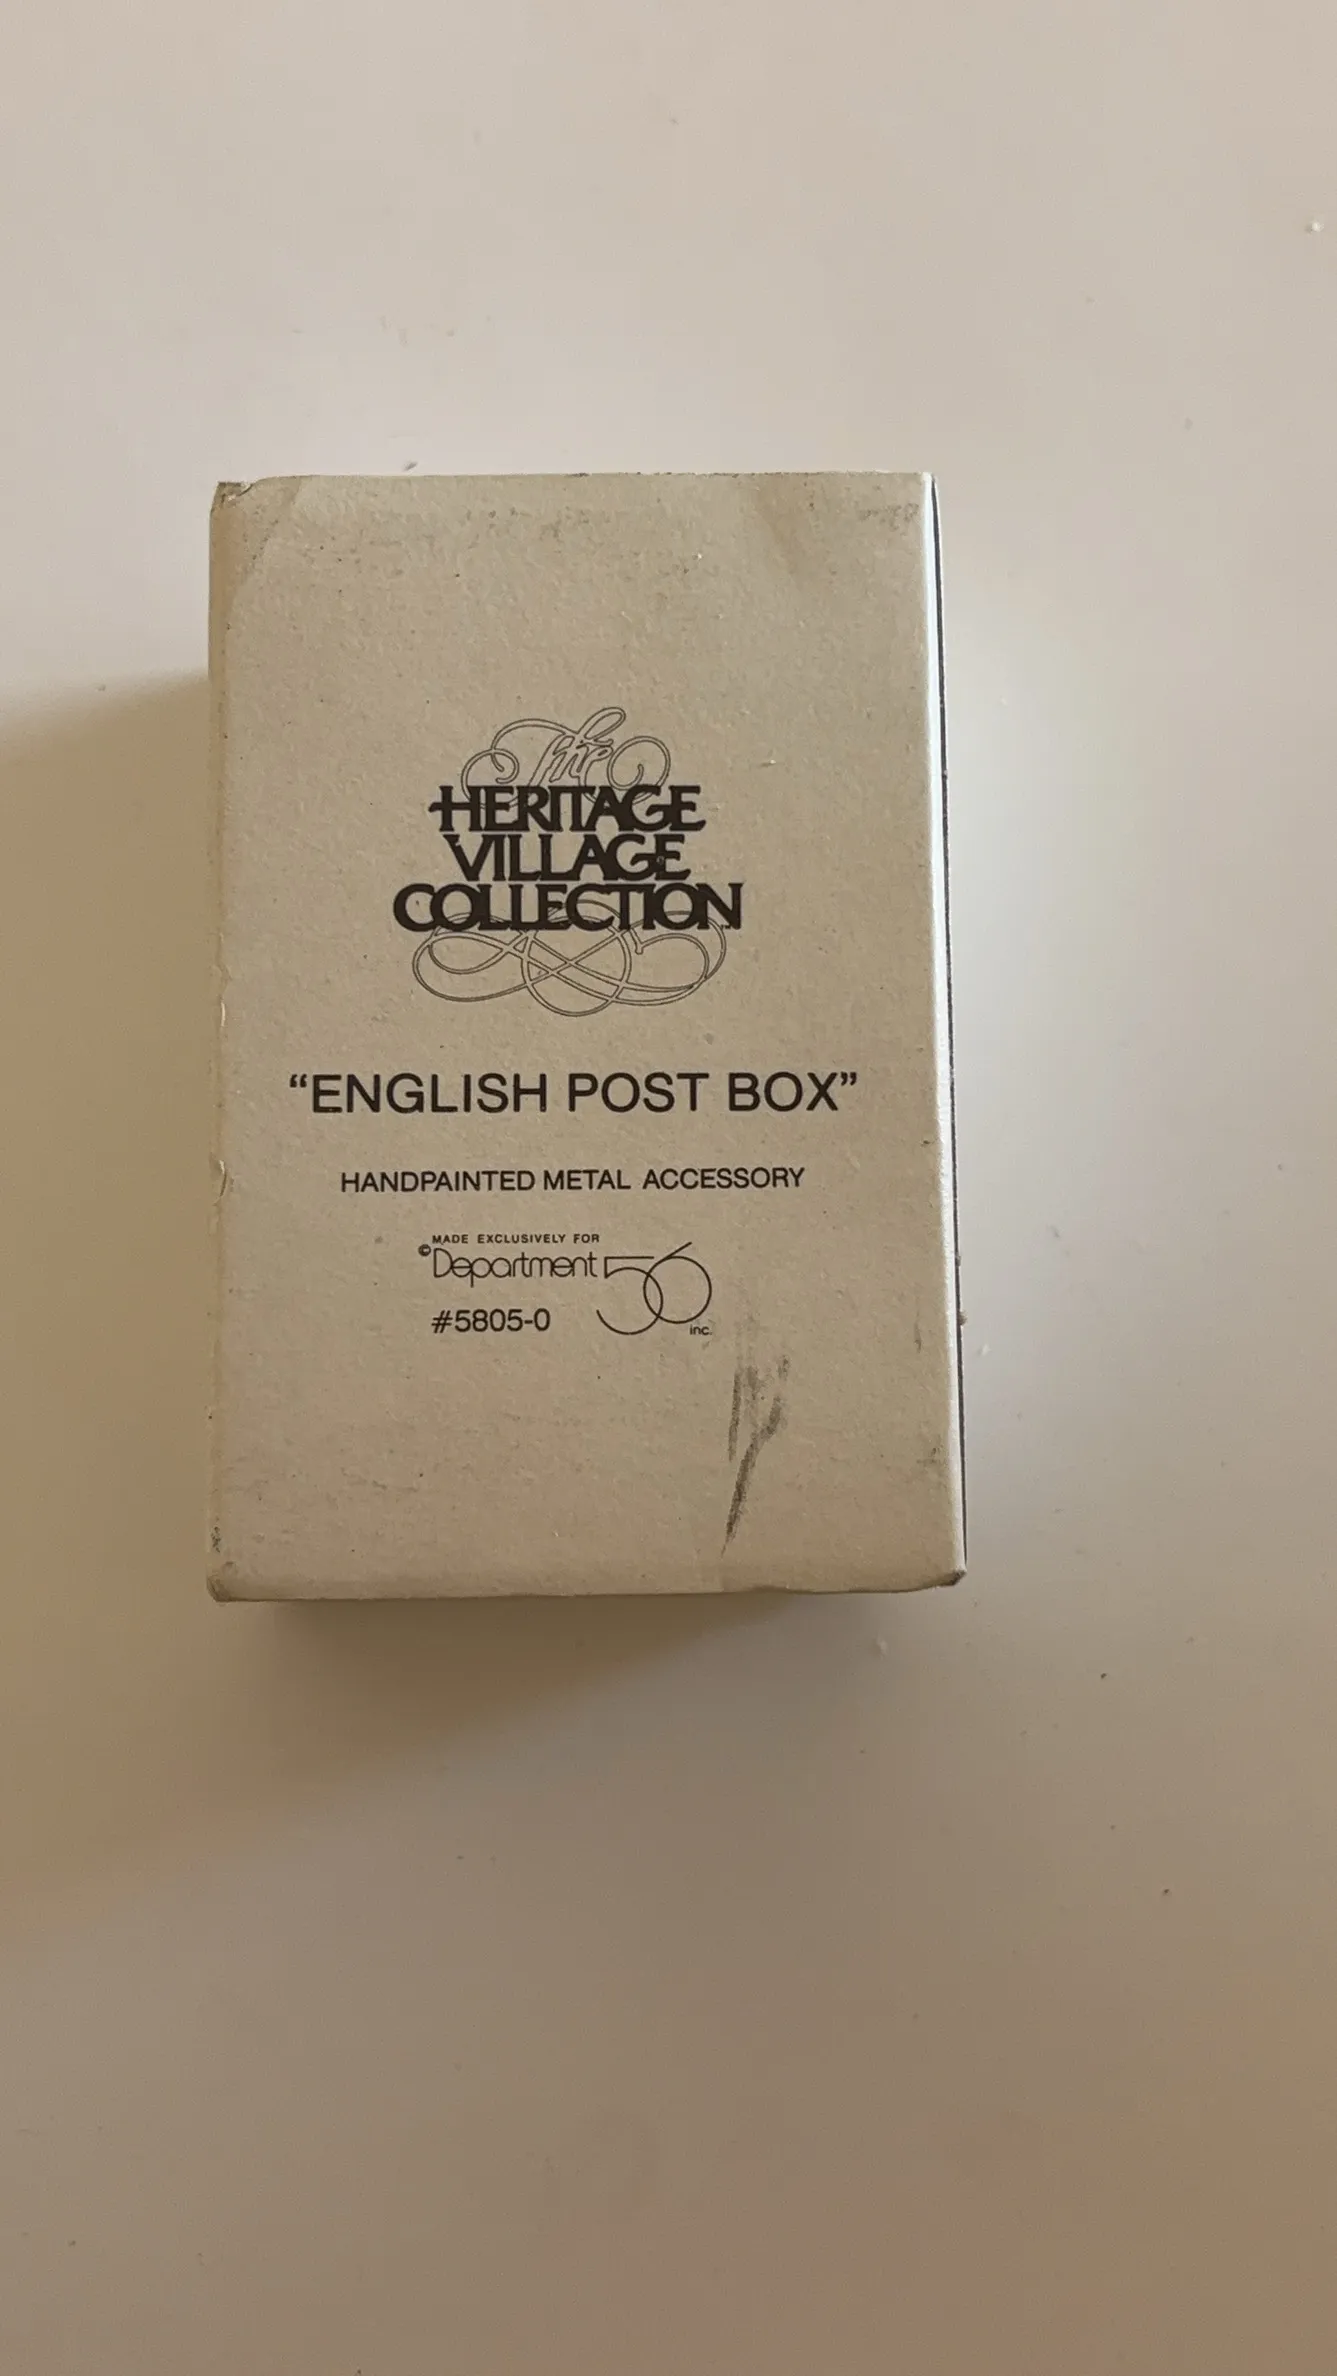 The
HERITAGE
VILLAGE
COLLECTION
“ENGLISH POST BOX”
HANDPAINTED METAL ACCESSORY
MADE EXCLUSIVELY FOR
©Department 56 inc.
#5805-0